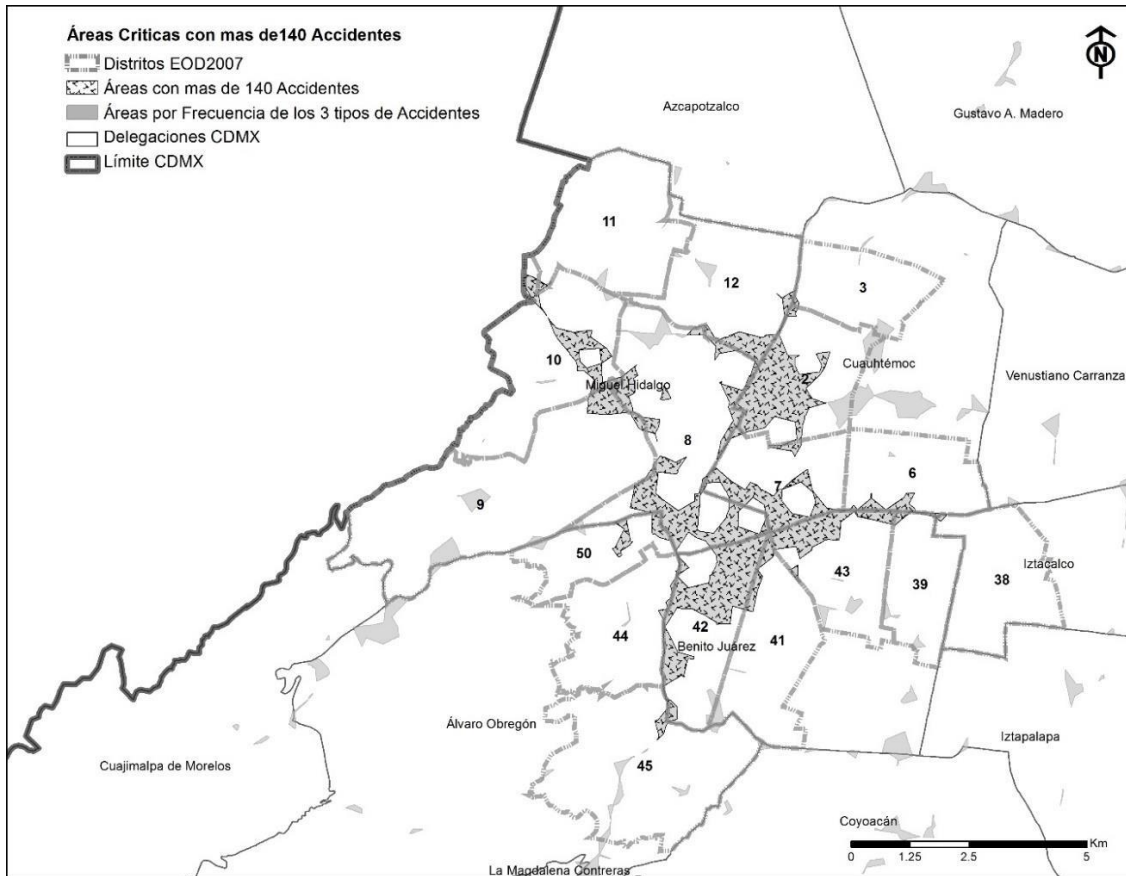 Áreas Criticas con mas de140 Accidentes
Distritos EOD2007
Áreas con mas de 140 Accidentes
Áreas por Frecuencia de los 3 tipos de Accidentes
Delegaciones CDMX
Límite CDMX
N
Azcapotzalco
Gustavo A. Madero
11
12
3
10
Miguel Hidalgo
2
Cuauhtémoc
Venustiano Carranza
8
7
6
9
50
43
39
38
Iztacalco
44
42
Benito Juárez
41
Álvaro Obregón
Iztapalapa
Cuajimalpa de Morelos
45
Coyoacán
Km
0 1.25 2.5 5
La Magdalena Contreras